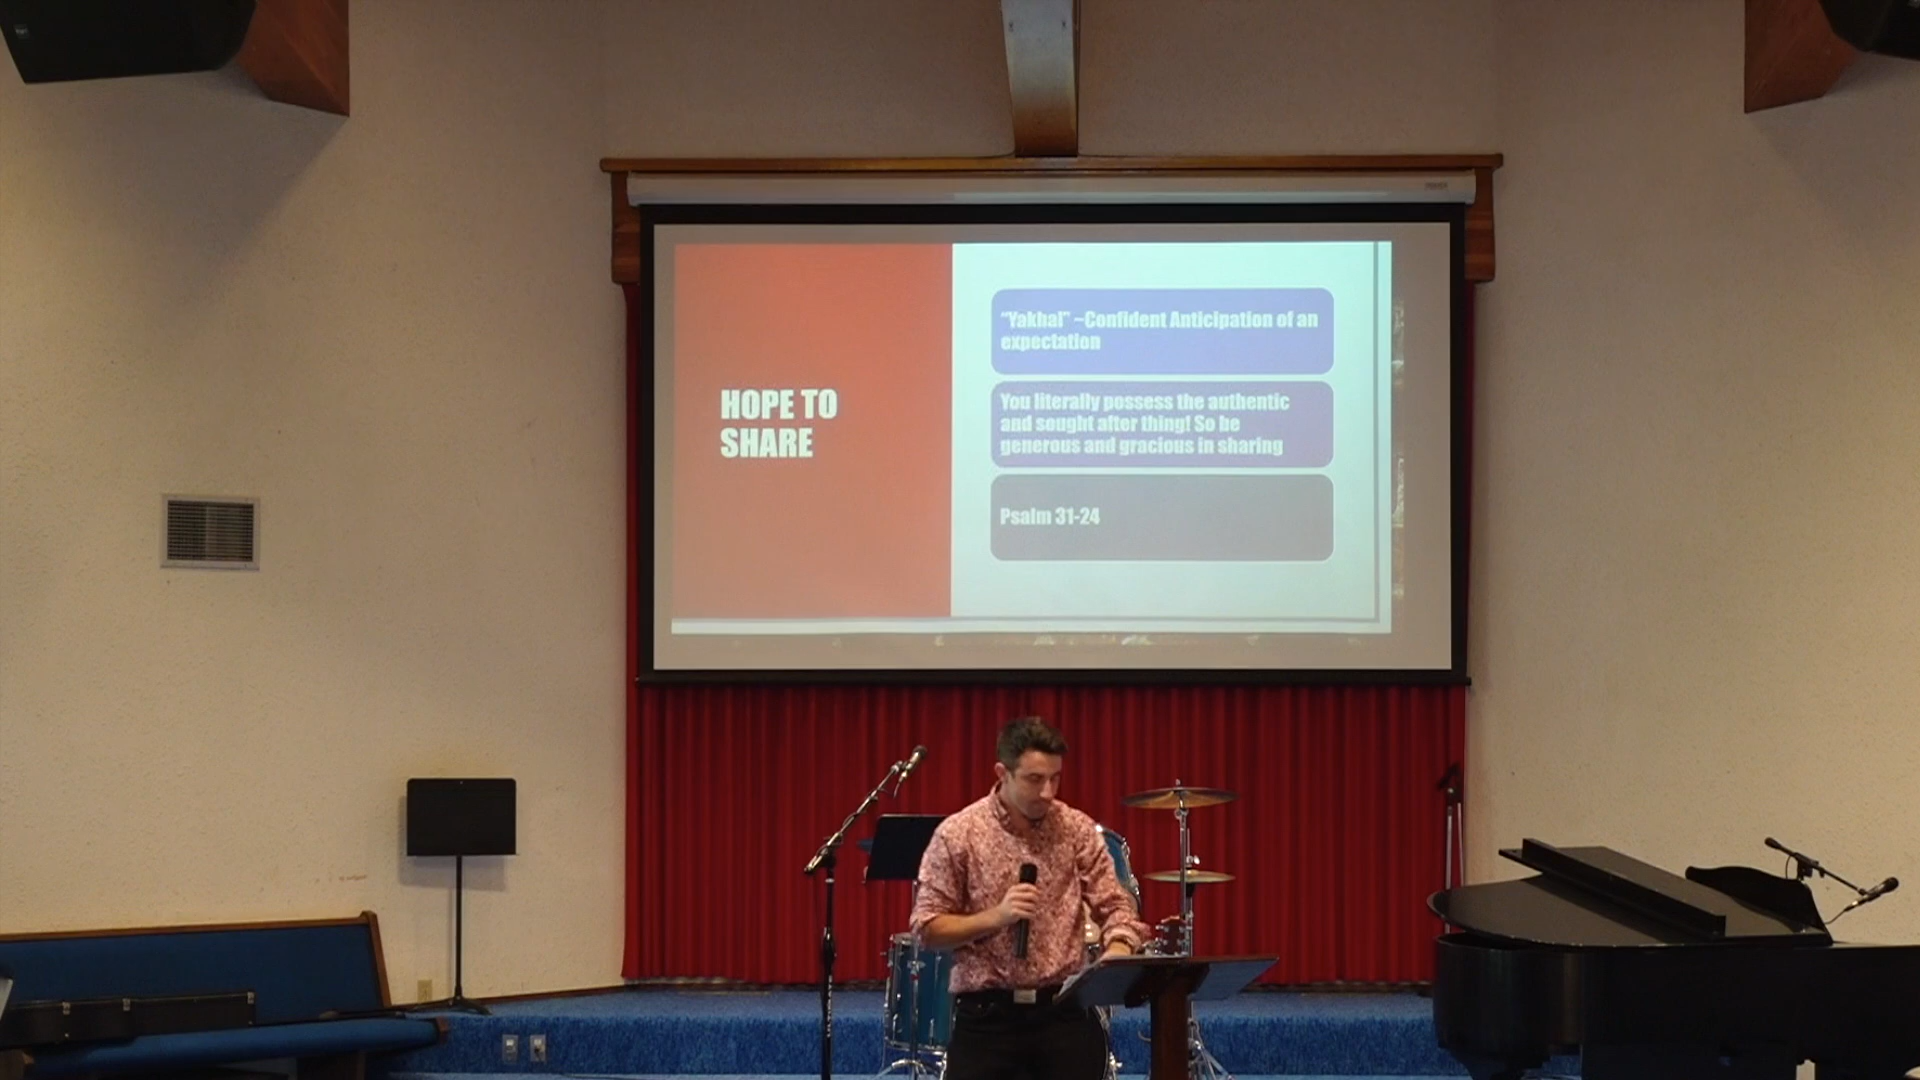 HOPE TO
SHARE
"Yakhal" –Confident Anticipation of an
expectation
You literally possess the authentic
and sought after thing! So be
generous and gracious in sharing
Psalm 31-24